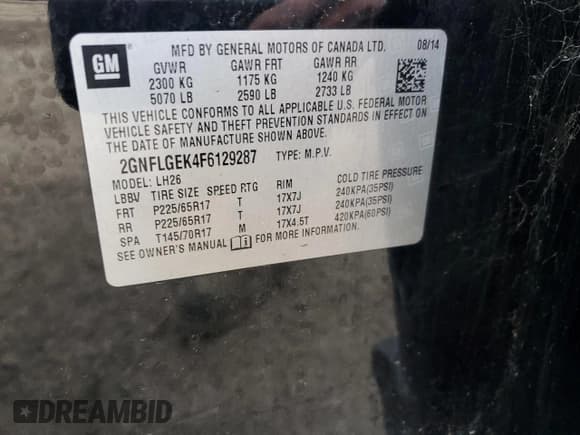 GM
MFD BY GENERAL MOTORS OF CANADA LTD. 08/14
GVWR GAWR FRT GAWR RR
2300 KG 1175 KG 1240 KG
5070 LB 2590 LB 2733 LB
THIS VEHICLE CONFORMS TO ALL APPLICABLE U.S. FEDERAL MOTOR
VEHICLE SAFETY AND THEFT PREVENTION STANDARDS IN EFFECT ON
THE DATE OF MANUFACTURE SHOWN ABOVE.
2GNFLGEK4F6129287 TYPE: M.P.V.
MODEL: LH26
LBBV TIRE SIZE SPEED RTG RIM COLD TIRE PRESSURE
FRT P225/65R17 T 17X7J 240KPA(35PSI)
RR P225/65R17 T 17X7J 240KPA(35PSI)
SPA T145/70R17 M 17X4.5T 420KPA(60PSI)
SEE OWNER'S MANUAL FOR MORE INFORMATION.
DREAMBID